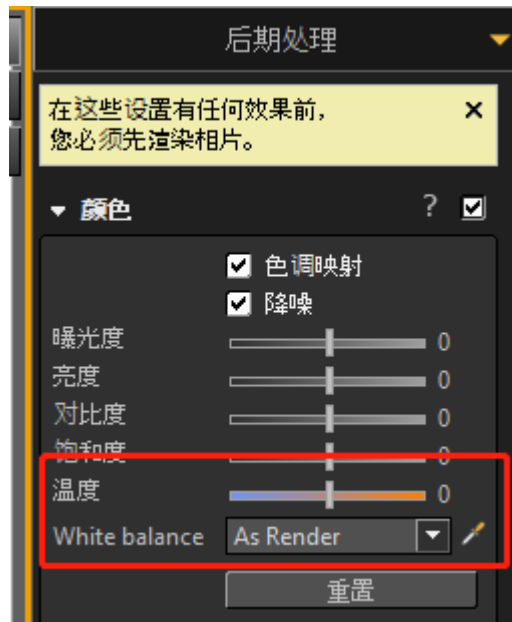 后期处理
在这些设置有任何效果前,
您必须先渲染相片。
颜色 ?
色调映射
降噪
曝光度 0
亮度 0
对比度 0
饱和度 0
温度 0
White balance As Render
重置